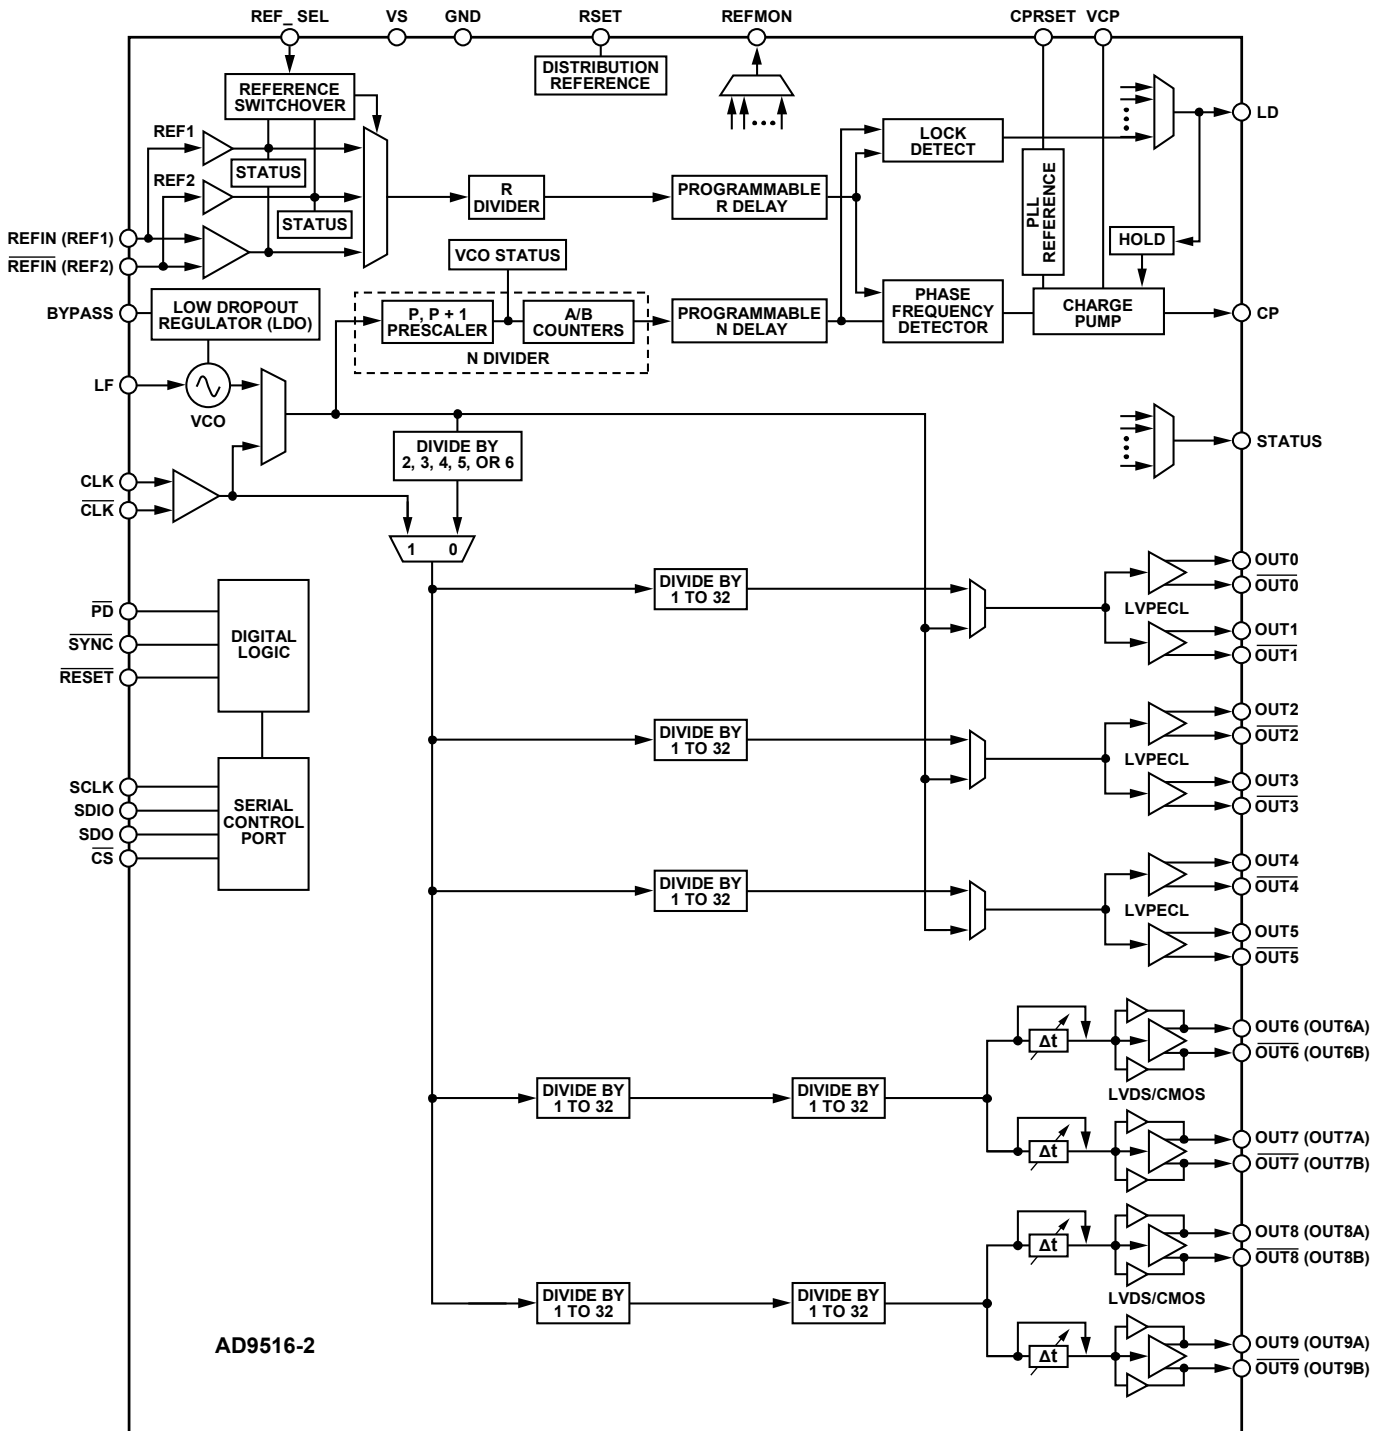 REF_ SEL VS GND RSET REFMON CPRSET VCP
DISTRIBUTION
REFERENCE
REFERENCE
SWITCHOVER
LD
REF1
LOCK
DETECT
STATUS
REF2
R
DIVIDER
PROGRAMMABLE
R DELAY
PLL
REFERENCE
STATUS
REFIN (REF1)
HOLD
REFIN (REF2)
VCO STATUS
BYPASS
LOW DROPOUT
REGULATOR (LDO)
P, P + 1
PRESCALER
A/B
COUNTERS
PROGRAMMABLE
N DELAY
PHASE
FREQUENCY
DETECTOR
CHARGE
PUMP
CP
N DIVIDER
LF
VCO
DIVIDE BY
2, 3, 4, 5, OR 6
STATUS
CLK
CLK
1 0
DIVIDE BY
1 TO 32
OUT0
OUT0
LVPECL
OUT1
OUT1
PD
SYNC
RESET
DIGITAL
LOGIC
DIVIDE BY
1 TO 32
OUT2
OUT2
LVPECL
OUT3
OUT3
SCLK
SDIO
SDO
CS
SERIAL
CONTROL
PORT
DIVIDE BY
1 TO 32
OUT4
OUT4
LVPECL
OUT5
OUT5
Δt
OUT6 (OUT6A)
OUT6 (OUT6B)
DIVIDE BY
1 TO 32
DIVIDE BY
1 TO 32
LVDS/CMOS
Δt
OUT7 (OUT7A)
OUT7 (OUT7B)
Δt
OUT8 (OUT8A)
OUT8 (OUT8B)
DIVIDE BY
1 TO 32
DIVIDE BY
1 TO 32
LVDS/CMOS
Δt
OUT9 (OUT9A)
OUT9 (OUT9B)
AD9516-2